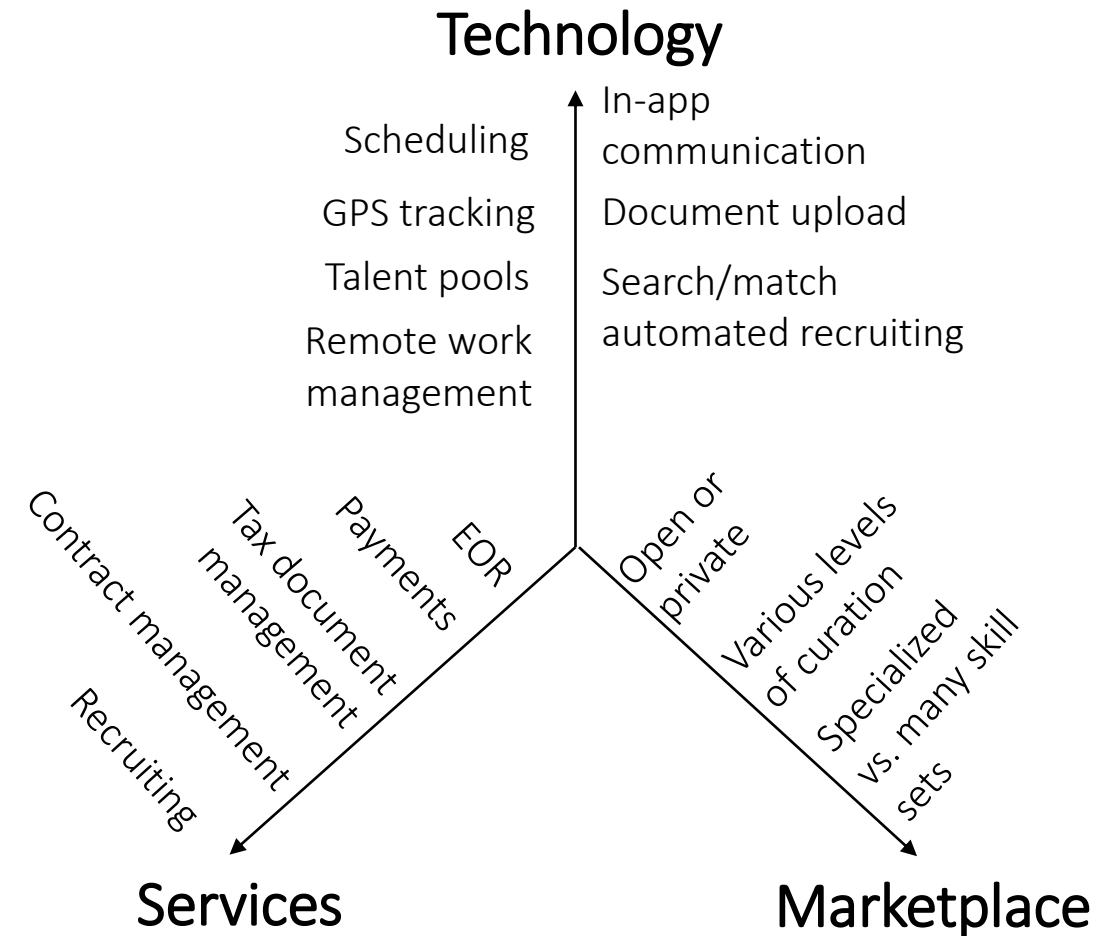 Technology
In-app
communication
Scheduling
GPS tracking
Document upload
Talent pools
Search/match
automated recruiting
Remote work
management
Contract management
Tax document
management
Payments
EOR
Recruiting
Open or
private
Various levels
of curation
Specialized
vs. many skill
sets
Services
Marketplace